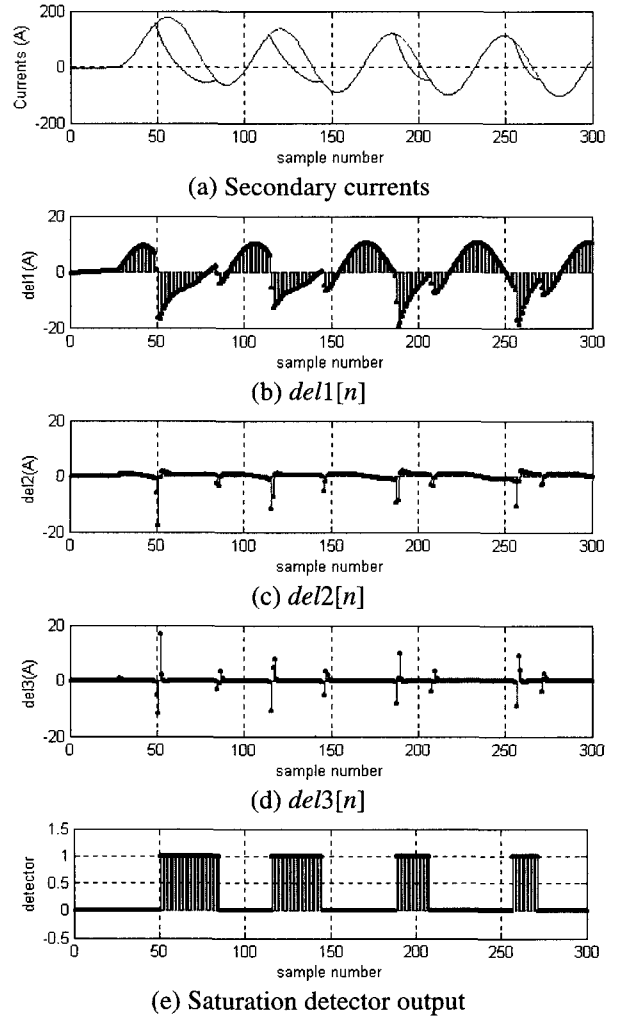 200
Currents (A)
0
-200
0 50 100 150 200 250 300
sample number
(a) Secondary currents
20
del1(A)
0
-20
0 50 100 150 200 250 300
sample number
(b) del1[n]
20
del2(A)
0
-20
0 50 100 150 200 250 300
sample number
(c) del2[n]
20
del3(A)
0
-20
0 50 100 150 200 250 300
sample number
(d) del3[n]
1.5
1
detector
0.5
0
-0.5
0 50 100 150 200 250 300
sample number
(e) Saturation detector output